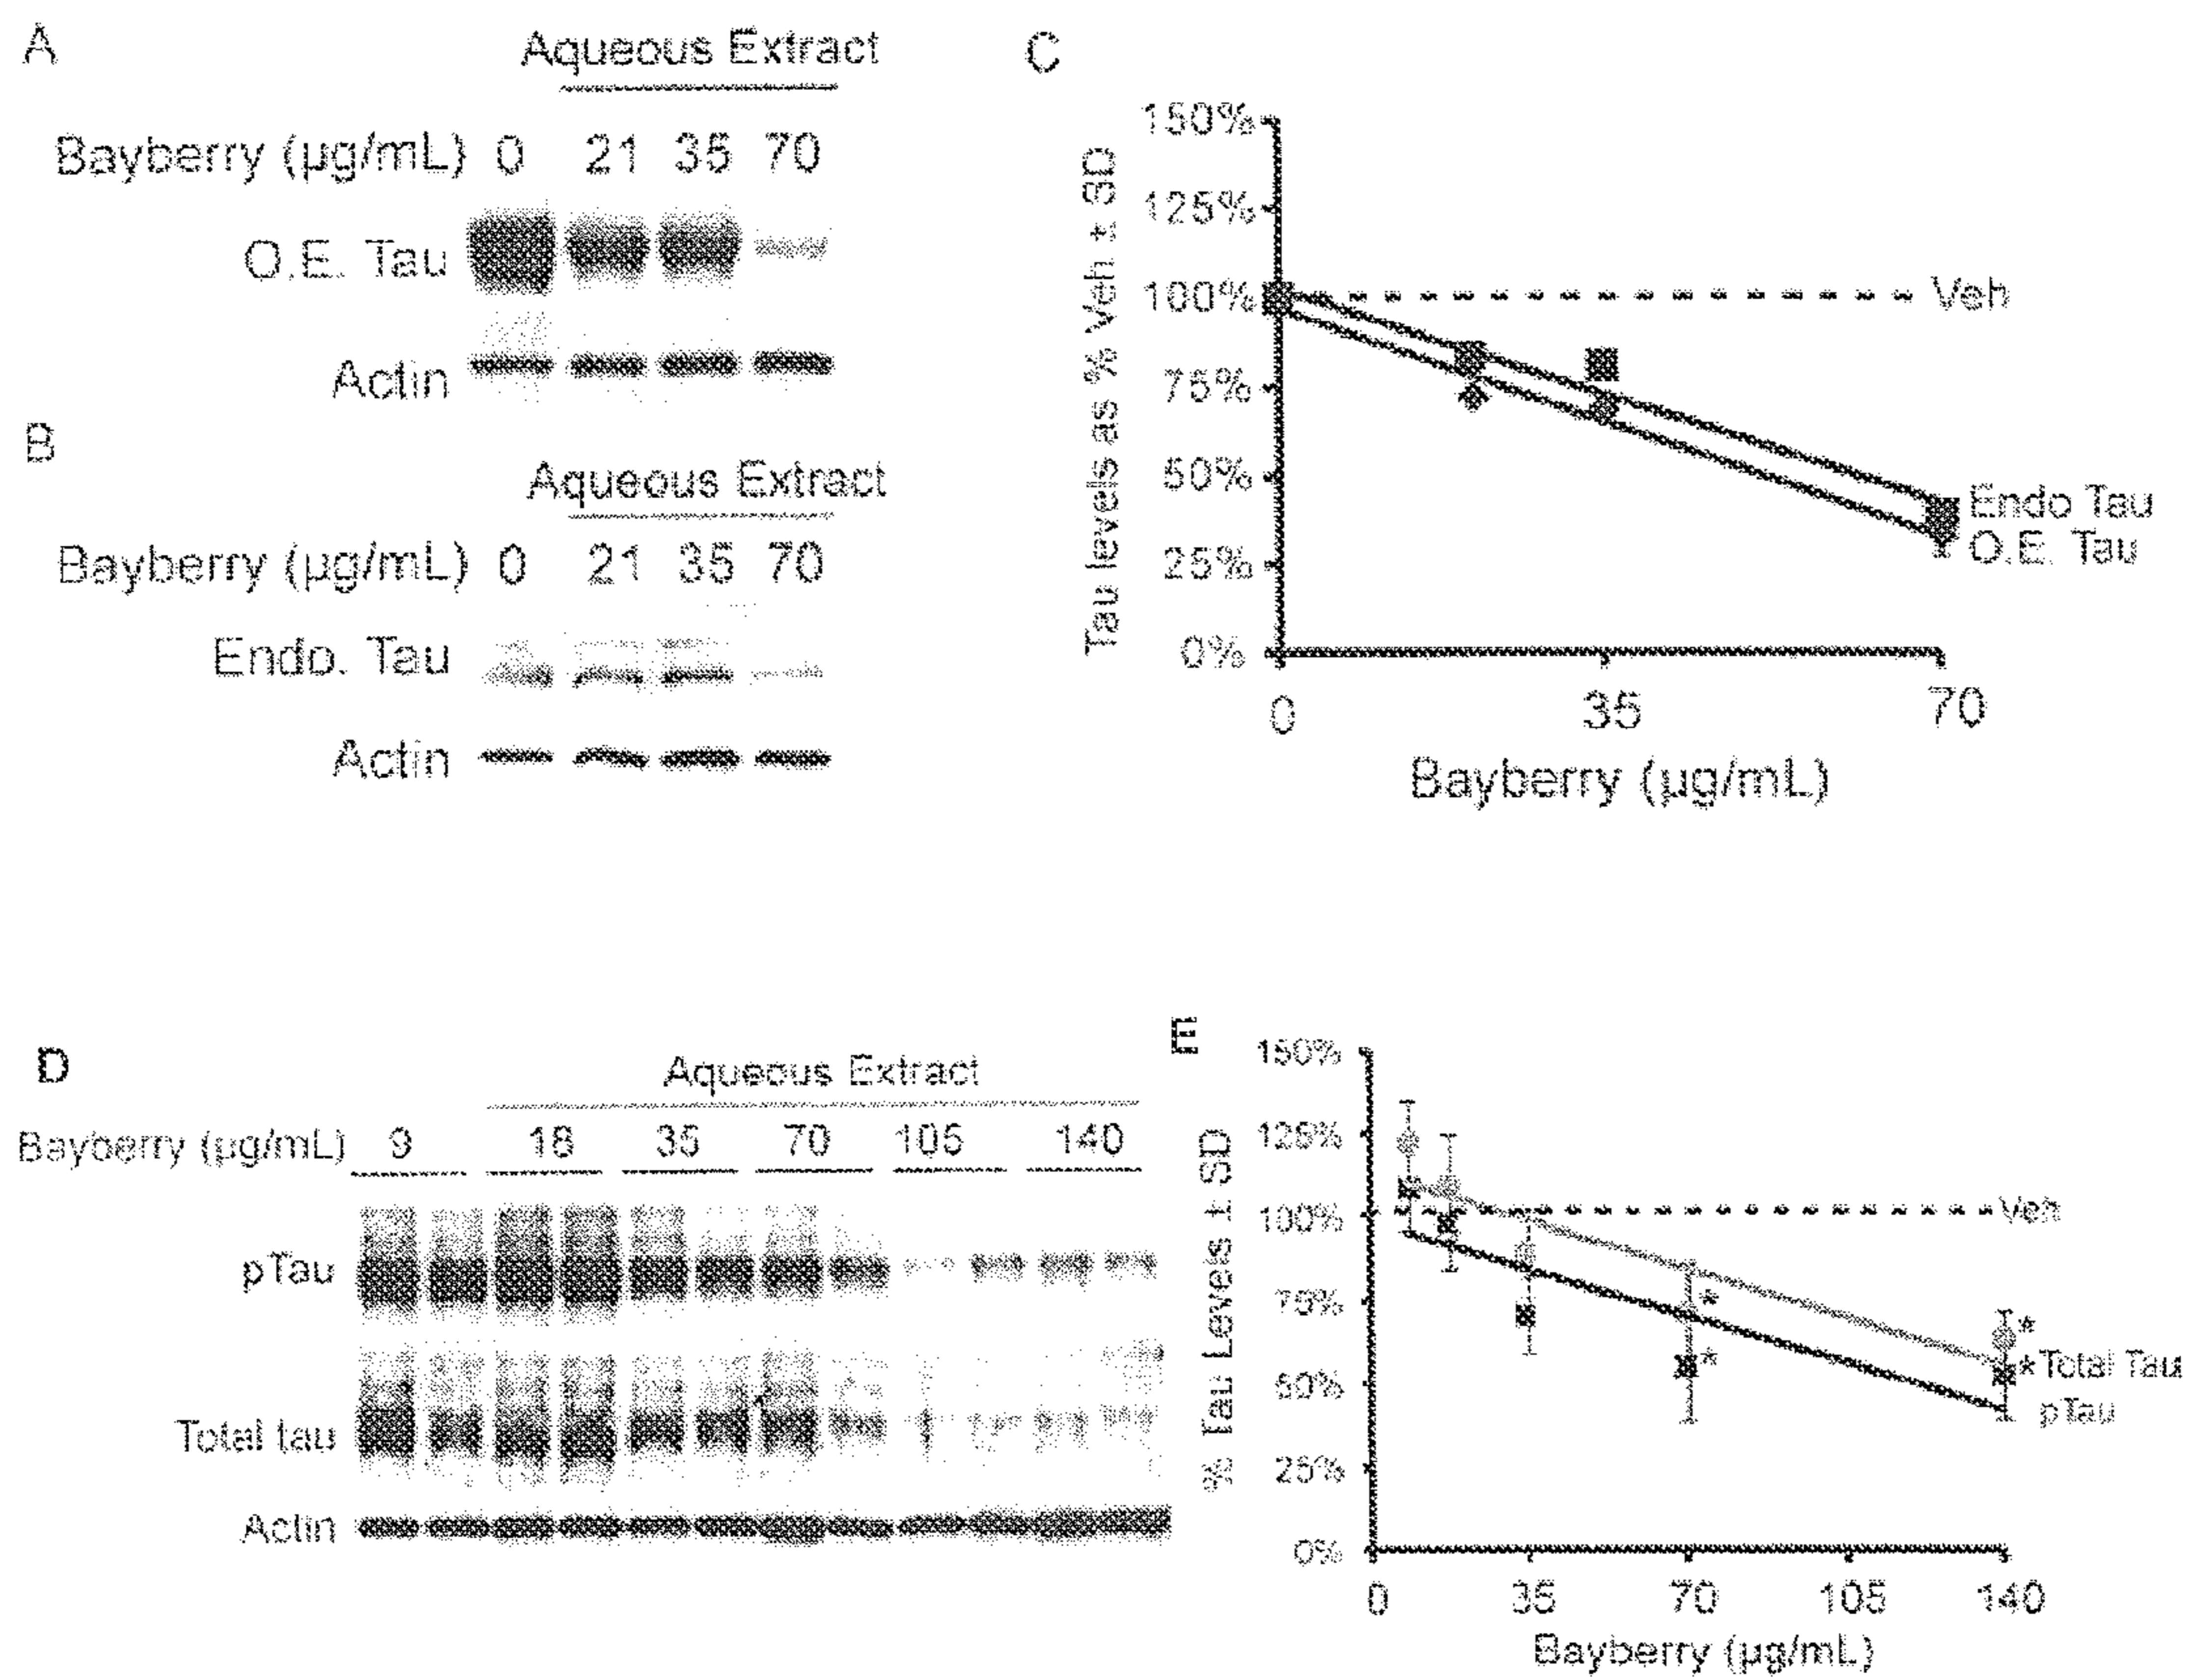 A
Aqueous Extract
Bayberry (µg/mL) 0 21 35 70
O.E. Tau
Actin
B
Aqueous Extract
Bayberry (µg/mL) 0 21 35 70
Endo. Tau
Actin
C
Tau levels as % Veh ± SD
150%
125%
100%
75%
50%
25%
0%
Veh
Endo Tau
O.E. Tau
0 35 70
Bayberry (µg/mL)
D
Aqueous Extract
Bayberry (µg/mL) 9 18 35 70 105 140
pTau
Total tau
Actin
E
% Tau Levels ± SD
150%
125%
100%
75%
50%
25%
0%
Veh
*
*
*
*Total Tau
pTau
0 35 70 105 140
Bayberry (µg/mL)